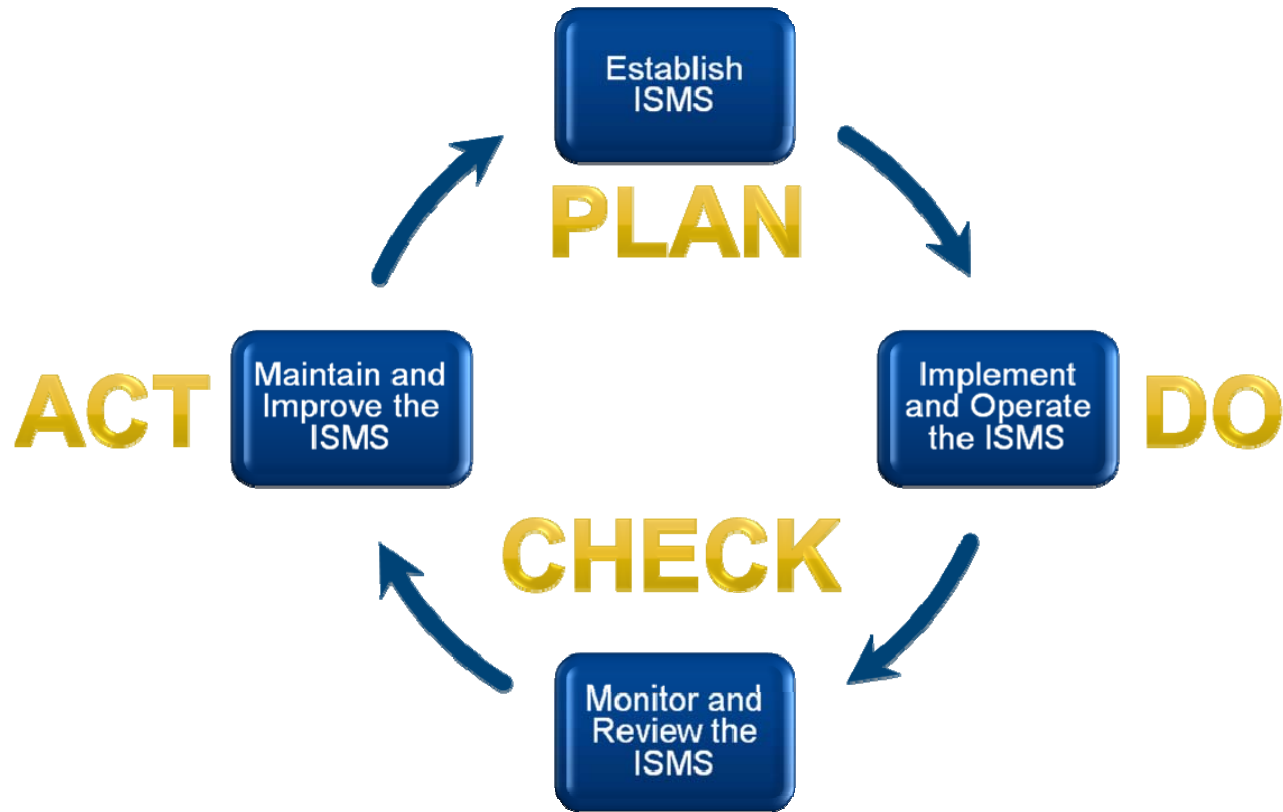 Establish
ISMS
PLAN
ACT
Maintain and
Improve the
ISMS
Implement
and Operate
the ISMS
DO
CHECK
Monitor and
Review the
ISMS